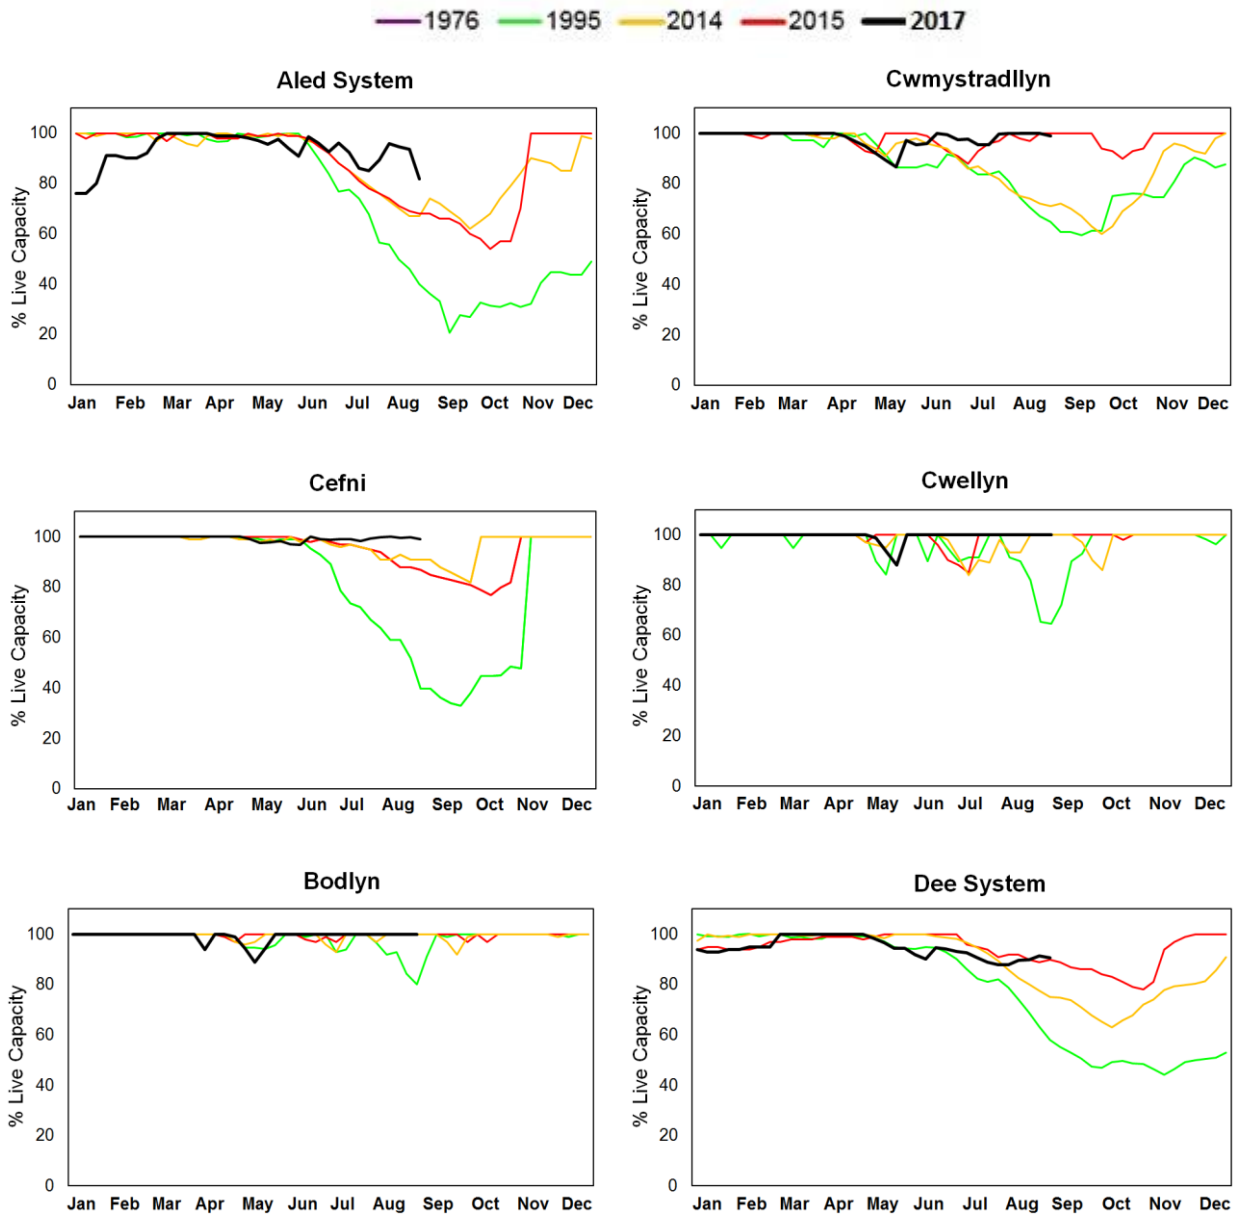 1976 1995 2014 2015 2017
Aled System
% Live Capacity
100
80
60
40
20
0
Jan Feb Mar Apr May Jun Jul Aug Sep Oct Nov Dec
Cwmystradllyn
% Live Capacity
100
80
60
40
20
0
Jan Feb Mar Apr May Jun Jul Aug Sep Oct Nov Dec
Cefni
% Live Capacity
100
80
60
40
20
0
Jan Feb Mar Apr May Jun Jul Aug Sep Oct Nov Dec
Cwellyn
% Live Capacity
100
80
60
40
20
0
Jan Feb Mar Apr May Jun Jul Aug Sep Oct Nov Dec
Bodlyn
% Live Capacity
100
80
60
40
20
0
Jan Feb Mar Apr May Jun Jul Aug Sep Oct Nov Dec
Dee System
% Live Capacity
100
80
60
40
20
0
Jan Feb Mar Apr May Jun Jul Aug Sep Oct Nov Dec